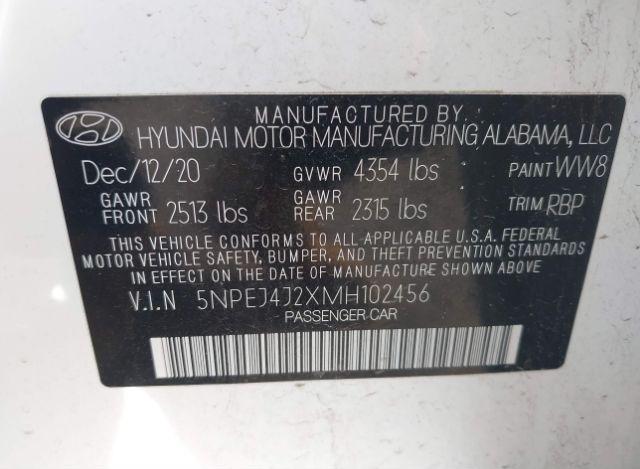 MANUFACTURED BY
HYUNDAI MOTOR MANUFACTURING ALABAMA, LLC
Dec/12/20 GVWR 4354 lbs PAINT WW8
GAWR FRONT 2513 lbs GAWR REAR 2315 lbs TRIM RBP
THIS VEHICLE CONFORMS TO ALL APPLICABLE U.S.A. FEDERAL
MOTOR VEHICLE SAFETY, BUMPER, AND THEFT PREVENTION STANDARDS
IN EFFECT ON THE DATE OF MANUFACTURE SHOWN ABOVE.
V.I.N 5NPEJ4J2XMH102456
PASSENGER CAR